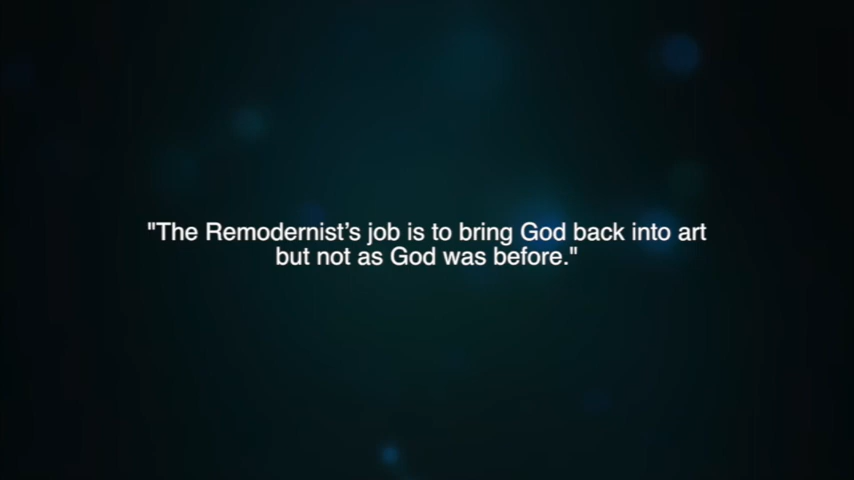 "The Remodernist’s job is to bring God back into art
but not as God was before."